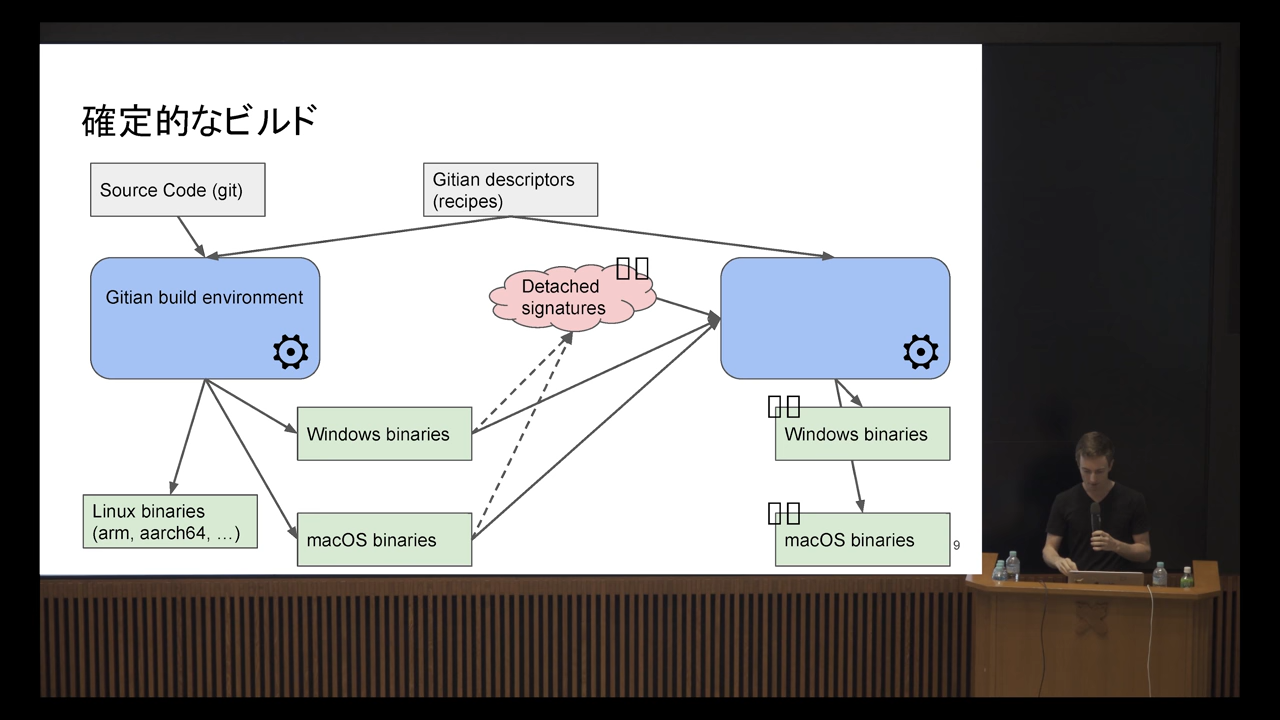 確定的なビルド
Source Code (git)
Gitian descriptors
(recipes)
Gitian build environment
Detached
signatures
Windows binaries
Windows binaries
Linux binaries
(arm, aarch64, …)
macOS binaries
macOS binaries
9